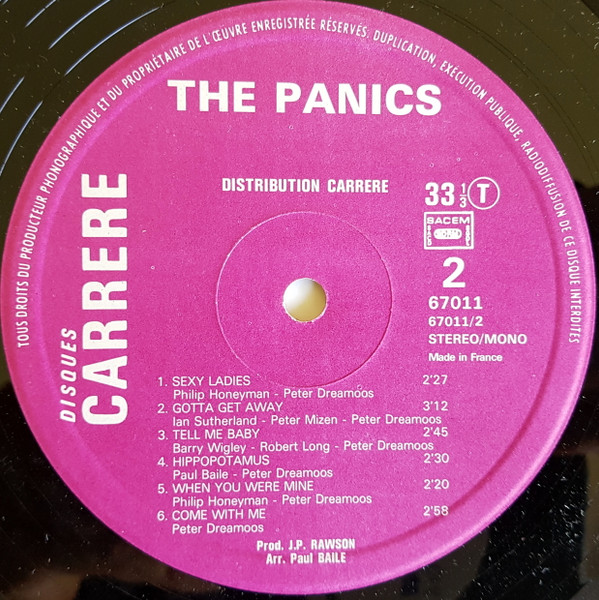 TOUS DROITS DU PRODUCTEUR PHONOGRAPHIQUE ET DU PROPRIÉTAIRE DE L'ŒUVRE ENREGISTRÉE RÉSERVÉS, DUPLICATION, EXÉCUTION PUBLIQUE, RADIODIFFUSION DE CE DISQUE INTERDITES
THE PANICS
DISTRIBUTION CARRERE
DISQUES
CARRERE
33 1/3 T
SACEM
2
67011
67011/2
STEREO/MONO
Made in France
1. SEXY LADIES 2'27
Philip Honeyman - Peter Dreamoos
2. GOTTA GET AWAY 3'12
Ian Sutherland - Peter Mizen - Peter Dreamoos
3. TELL ME BABY 2'45
Barry Wigley - Robert Long - Peter Dreamoos
4. HIPPOPOTAMUS 2'30
Paul Baile - Peter Dreamoos
5. WHEN YOU WERE MINE 2'20
Philip Honeyman - Peter Dreamoos
6. COME WITH ME 2'58
Peter Dreamoos
Prod. J.P. RAWSON
Arr. Paul BAILE